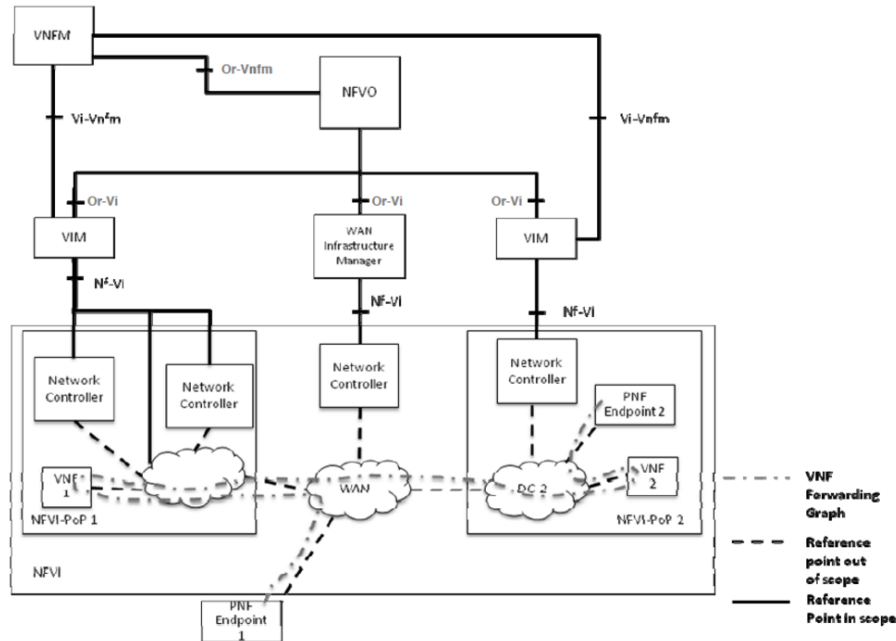 VNFM
Or-Vnfm
NFVO
Vi-Vnfm
Vi-Vnfm
Or-Vi
Or-Vi
Or-Vi
VIM
WAN
Infrastructure
Manager
VIM
Nf-Vi
Nf-Vi
Nf-Vi
Network
Controller
Network
Controller
Network
Controller
Network
Controller
PNF
Endpoint 2
VNF
1
WAN
DC 2
VNF
2
NFVI-PoP 1
NFVI-PoP 2
NFVI
PNF
Endpoint
1
VNF
Forwarding
Graph
Reference
point out
of scope
Reference
Point in scope